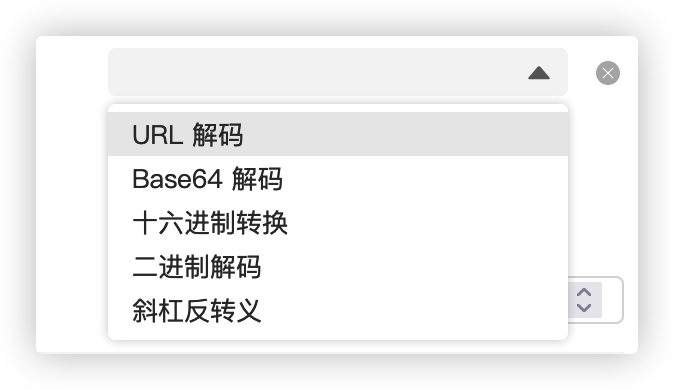 URL 解码
Base64 解码
十六进制转换
二进制解码
斜杠反转义